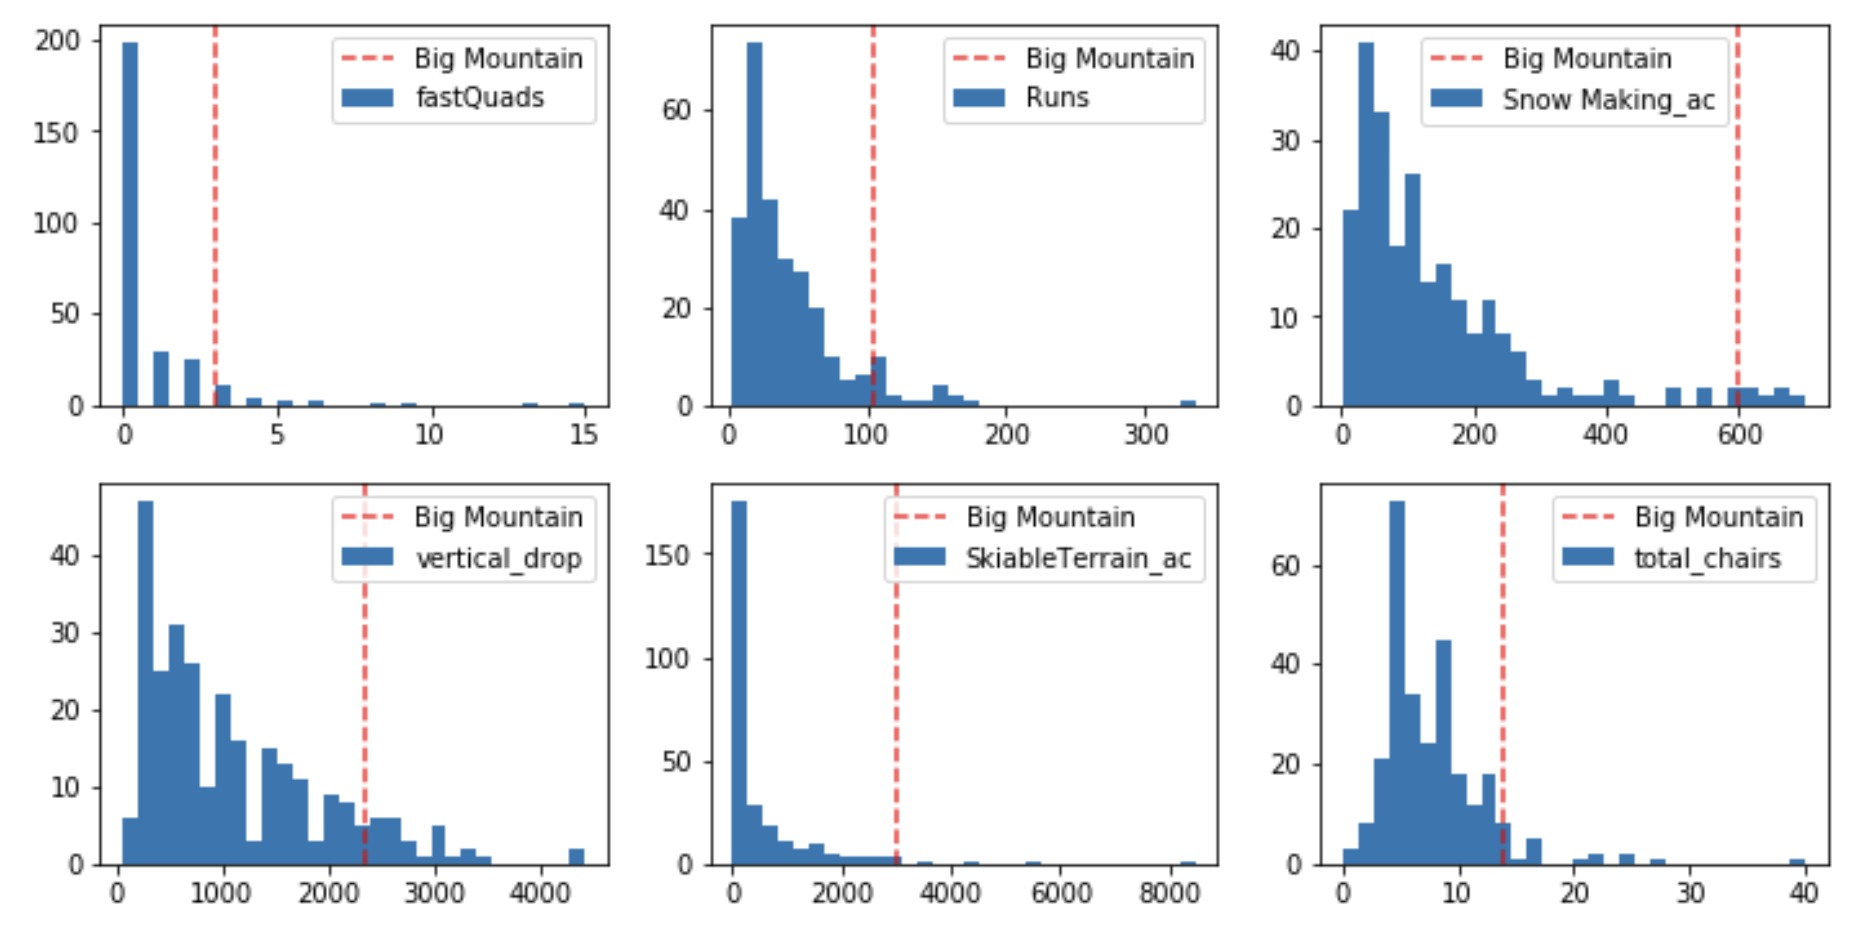 200
150
100
50
0
0 5 10 15
Big Mountain
fastQuads
60
40
20
0
0 100 200 300
Big Mountain
Runs
40
30
20
10
0
0 200 400 600
Big Mountain
Snow Making_ac
40
30
20
10
0
0 1000 2000 3000 4000
Big Mountain
vertical_drop
150
100
50
0
0 2000 4000 6000 8000
Big Mountain
SkiableTerrain_ac
60
40
20
0
0 10 20 30 40
Big Mountain
total_chairs